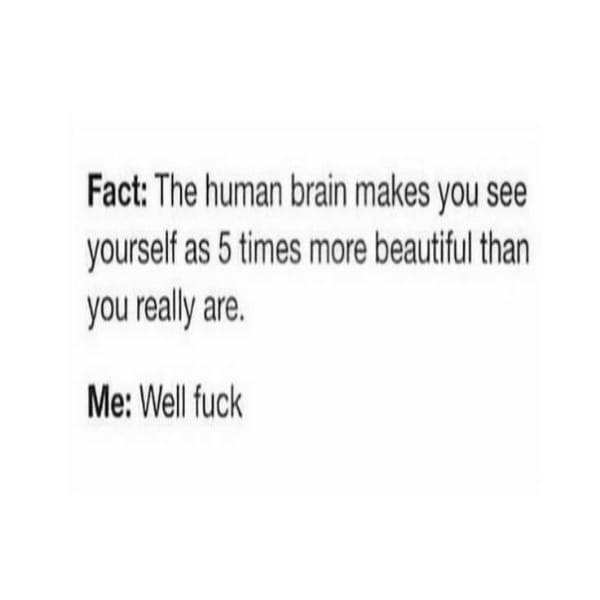 Fact: The human brain makes you see
yourself as 5 times more beautiful than
you really are.
Me: Well fuck